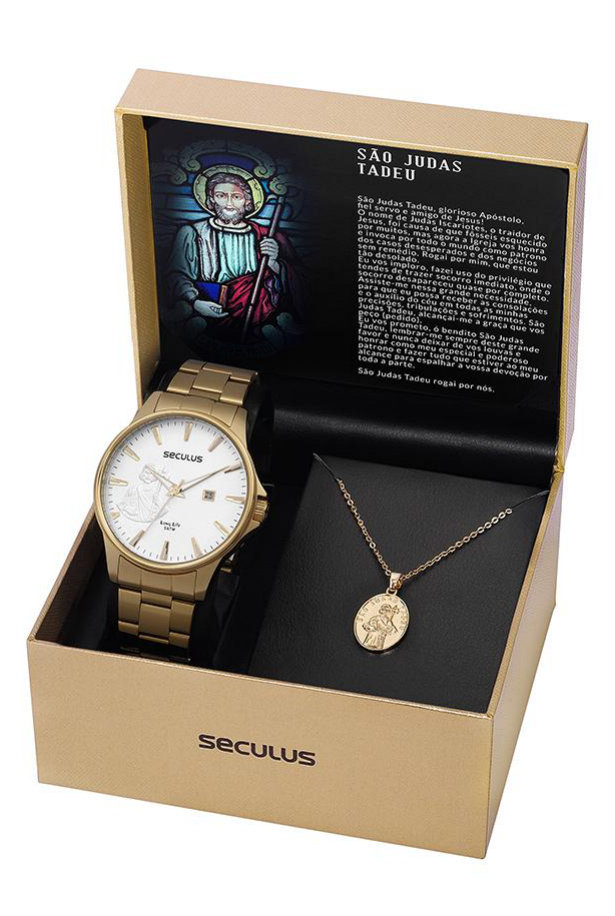 SÃO JUDAS
TADEU
São Judas Tadeu, glorioso Apóstolo,
fiel servo e amigo de Jesus!
O nome de Judas Iscariotes, o traidor de
Jesus, foi causa de que fôsseis esquecido
por muitos, mas agora a Igreja vos honra
e invoca por todo o mundo como patrono
dos casos desesperados e dos negócios
sem remédio. Rogai por mim, que estou
tão desolado.
Eu vos imploro, fazei uso do privilégio que
tendes de trazer socorro imediato, onde o
socorro desapareceu quase por completo.
Assiste-me nessa grande necessidade,
para que eu possa receber as consolações
e o auxílio do céu em todas as minhas
precisões, tribulações e sofrimentos. São
Judas Tadeu, alcançai-me a graça que vos
peço (pedido).
Eu vos prometo, ó bendito São Judas
Tadeu, lembrar-me sempre deste grande
favor e nunca deixar de vos louvar e
honrar como meu especial e poderoso
patrono e fazer tudo que estiver ao meu
alcance para espalhar a vossa devoção por
toda a parte.
São Judas Tadeu rogai por nós.
SECULUS
Long Life
5ATM
SÃO JUDAS
SECULUS